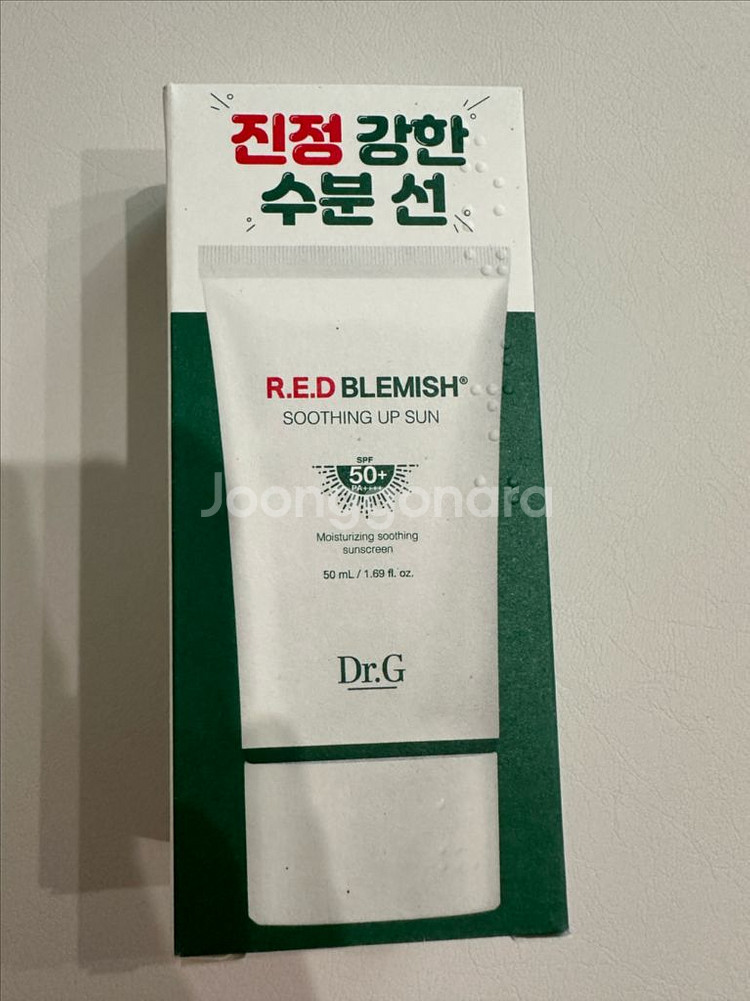 진정 강한
수분 선
R.E.D BLEMISH®
SOOTHING UP SUN
SPF
50+
PA++++
Joonggonara
Moisturizing soothing
sunscreen
50 mL / 1.69 fl. oz.
Dr.G